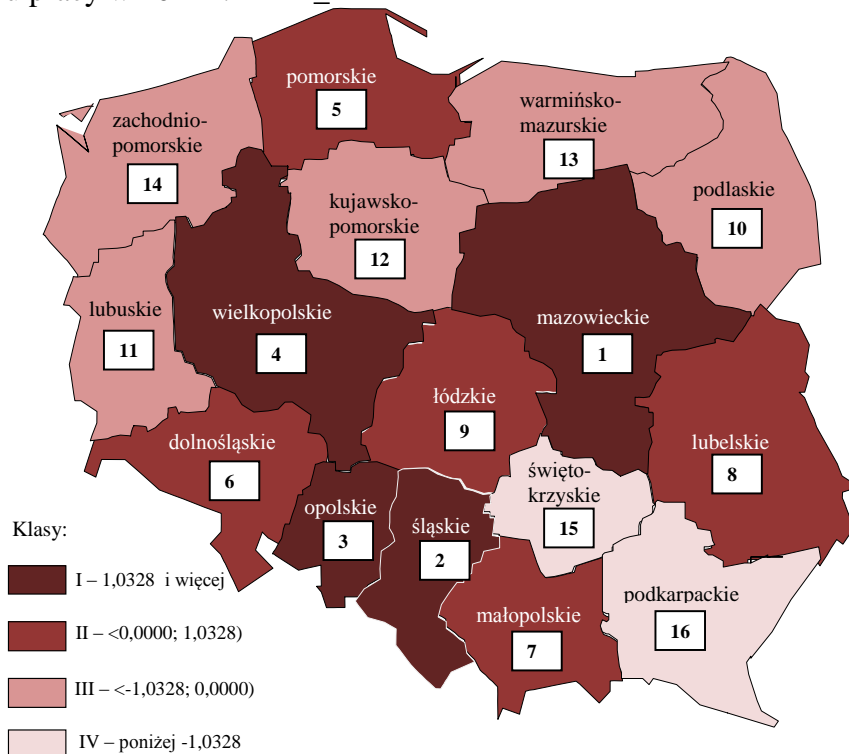 pomorskie
5
zachodnio-
pomorskie
14
warmińsko-
mazurskie
13
podlaskie
10
kujawsko-
pomorskie
12
lubuskie
11
wielkopolskie
4
mazowieckie
1
łódzkie
9
dolnośląskie
6
lubelskie
8
święto-
krzyskie
15
opolskie
3
śląskie
2
małopolskie
7
podkarpackie
16
Klasy:
I – 1,0328 i więcej
II – <0,0000; 1,0328)
III – <-1,0328; 0,0000)
IV – poniżej -1,0328